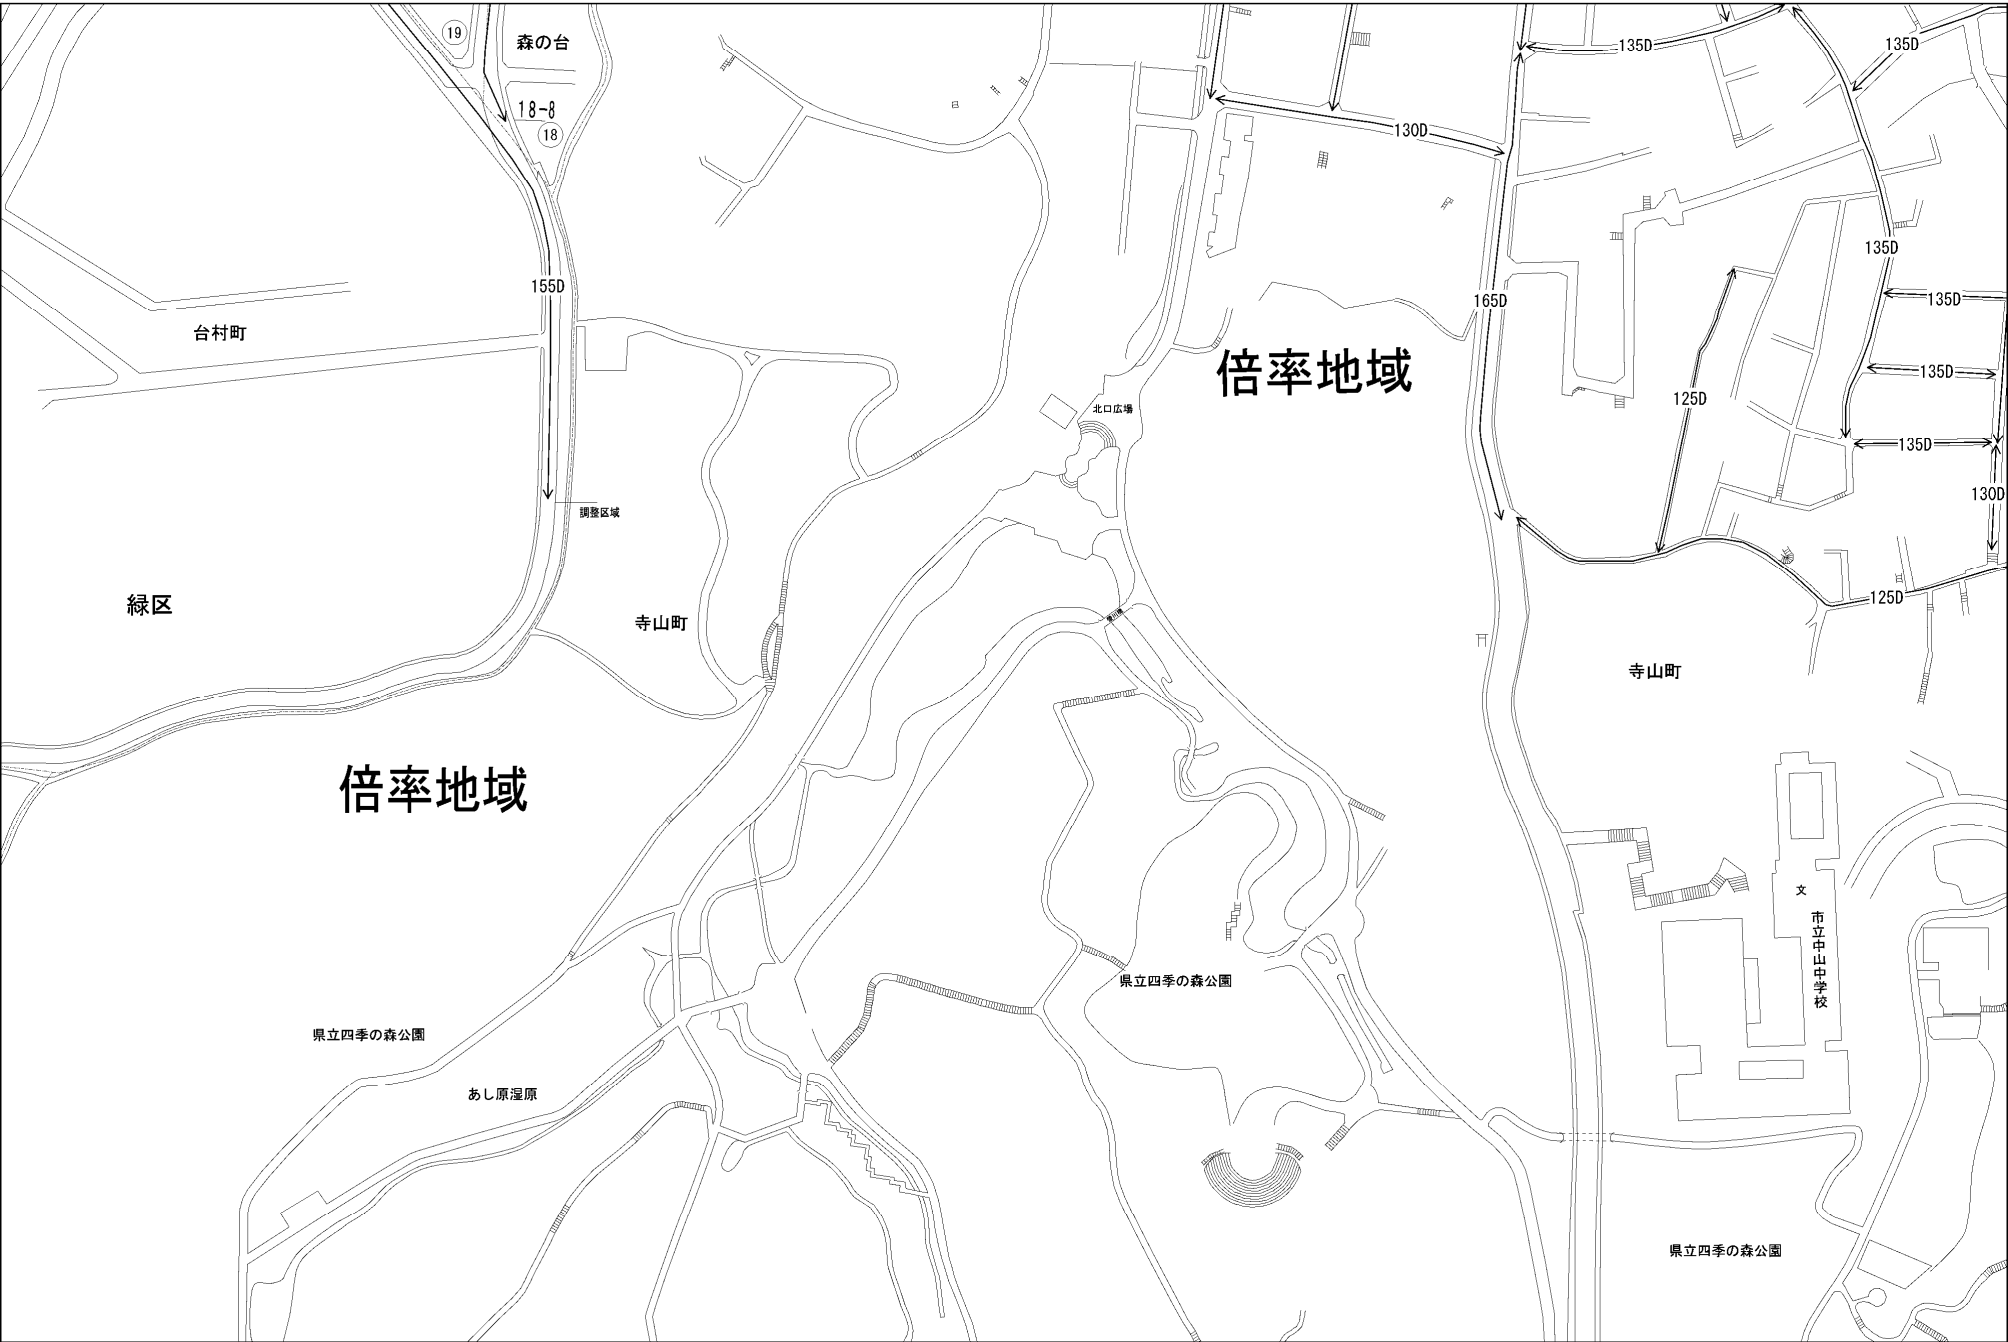 19
森の台
18-8
18
135D
135D
130D
135D
155D
165D
135D
台村町
倍率地域
135D
125D
北口広場
135D
130D
調整区域
125D
緑区
寺山町
寺山町
倍率地域
文
市立中山中学校
県立四季の森公園
県立四季の森公園
あし原湿原
県立四季の森公園